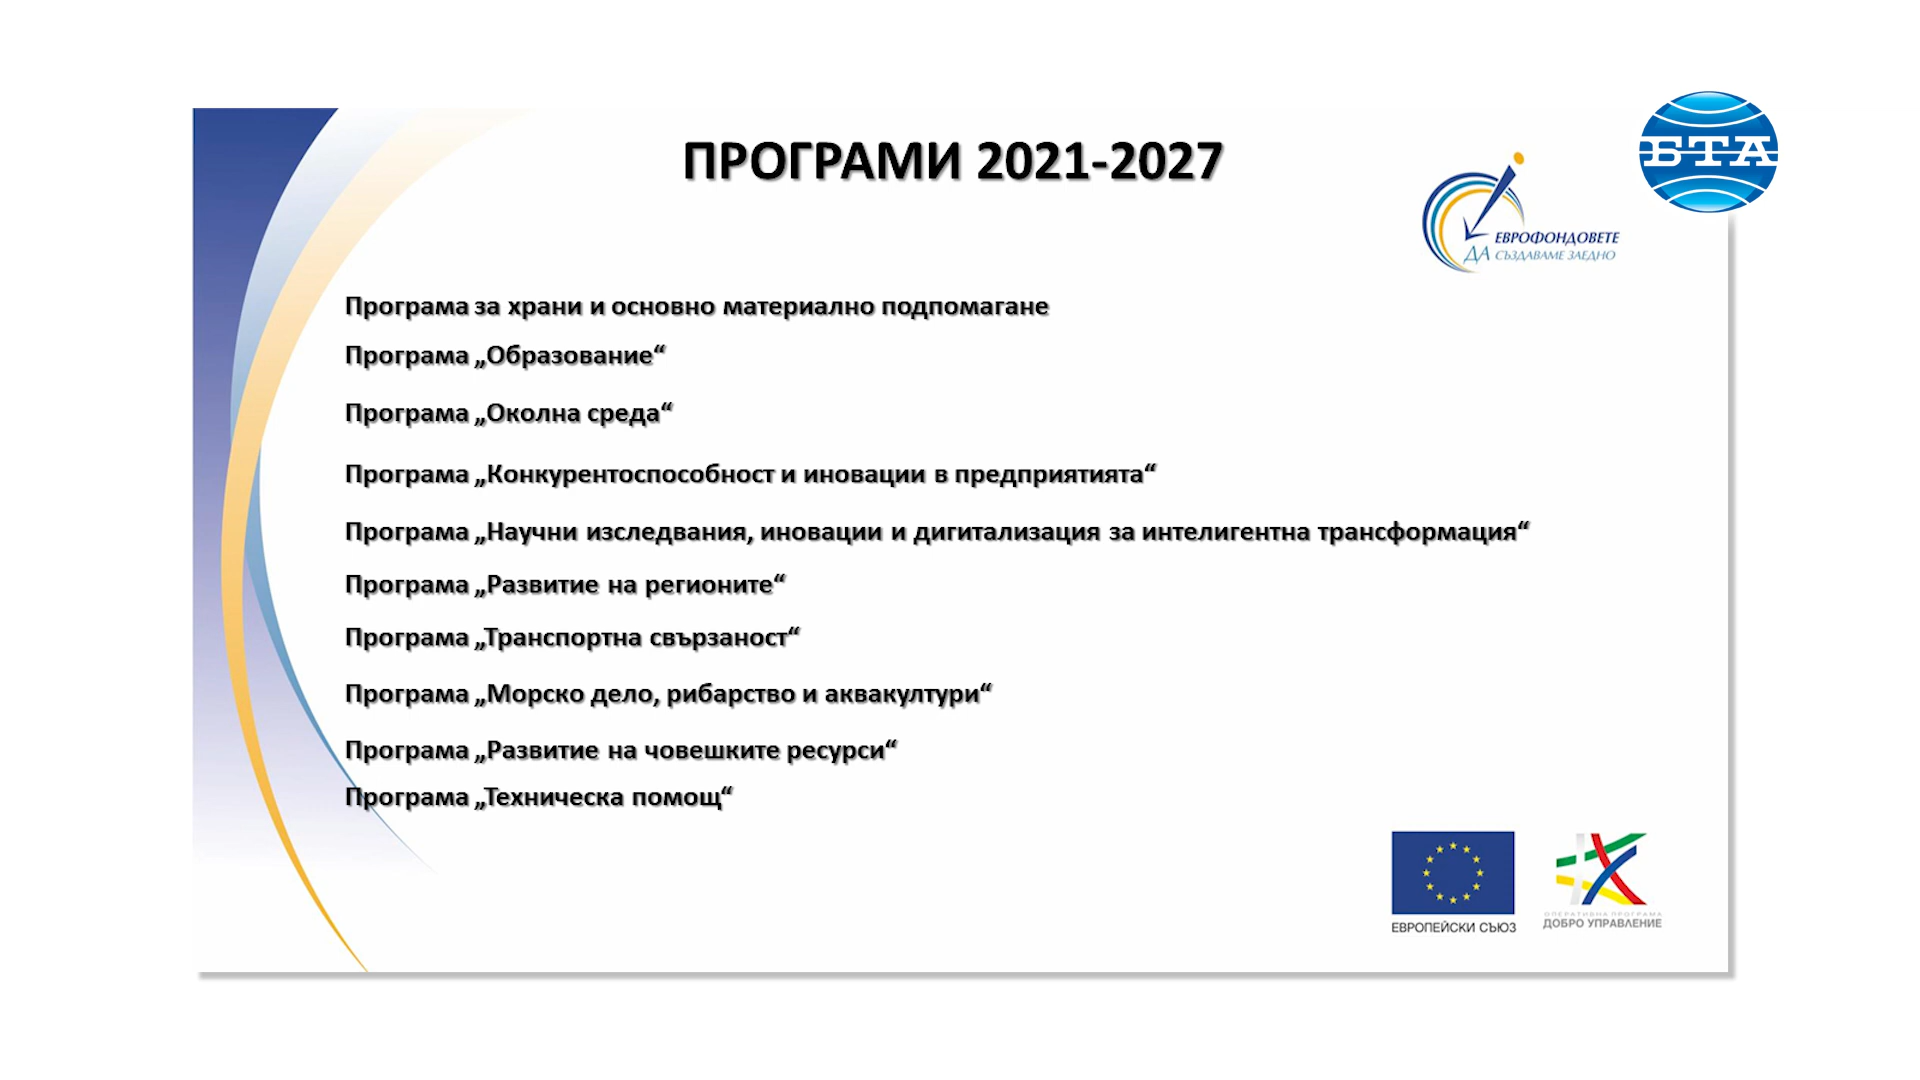 ПРОГРАМИ 2021-2027
БТА
ЕВРОФОНДОВЕТЕ
ДА СЪЗДАВАМЕ ЗАЕДНО
Програма за храни и основно материално подпомагане
Програма „Образование“
Програма „Околна среда“
Програма „Конкурентоспособност и иновации в предприятията“
Програма „Научни изследвания, иновации и дигитализация за интелигентна трансформация“
Програма „Развитие на регионите“
Програма „Транспортна свързаност“
Програма „Морско дело, рибарство и аквакултури“
Програма „Развитие на човешките ресурси“
Програма „Техническа помощ“
ЕВРОПЕЙСКИ СЪЮЗ
ОПЕРАТИВНА ПРОГРАМА
ДОБРО УПРАВЛЕНИЕ